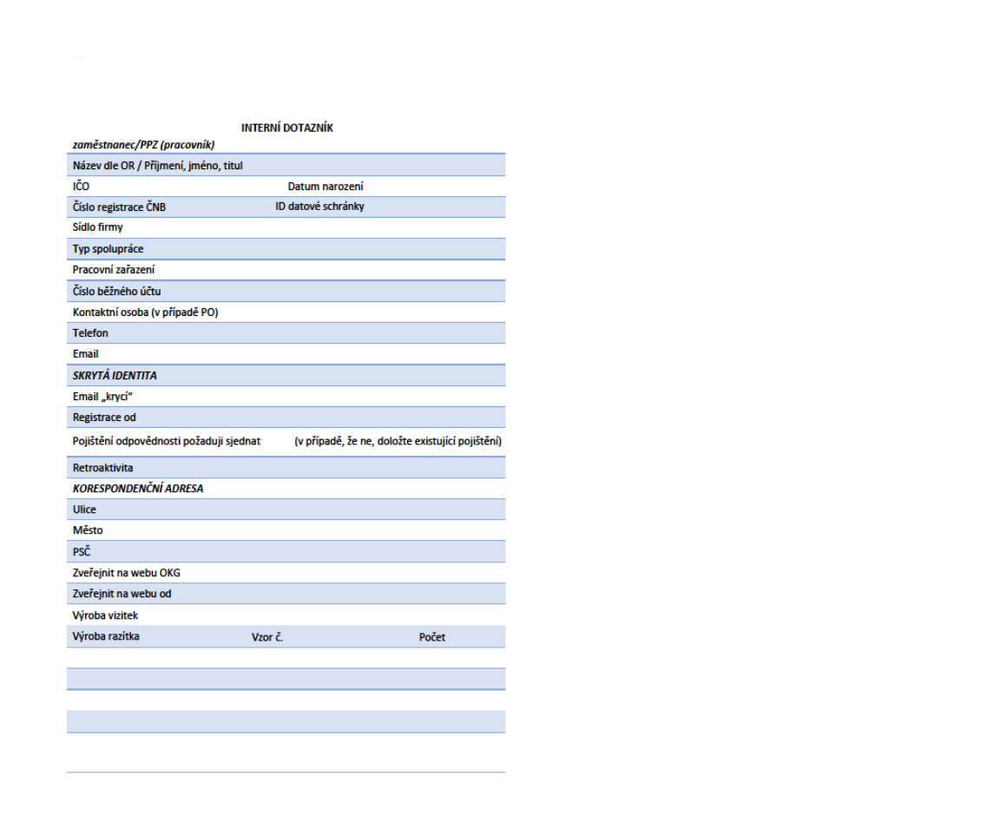 INTERNÍ DOTAZNÍK
zaměstnanec/PPZ (pracovník)
Název dle OR / Příjmení, jméno, titul
IČO Datum narození
Číslo registrace ČNB ID datové schránky
Sídlo firmy
Typ spolupráce
Pracovní zařazení
Číslo běžného účtu
Kontaktní osoba (v případě PO)
Telefon
Email
SKRYTÁ IDENTITA
Email „krycí“
Registrace od
Pojištění odpovědnosti požaduji sjednat (v případě, že ne, doložte existující pojištění)
Retroaktivita
KORESPONDENČNÍ ADRESA
Ulice
Město
PSČ
Zveřejnit na webu OKG
Zveřejnit na webu od
Výroba vizitek
Výroba razítka Vzor č. Počet